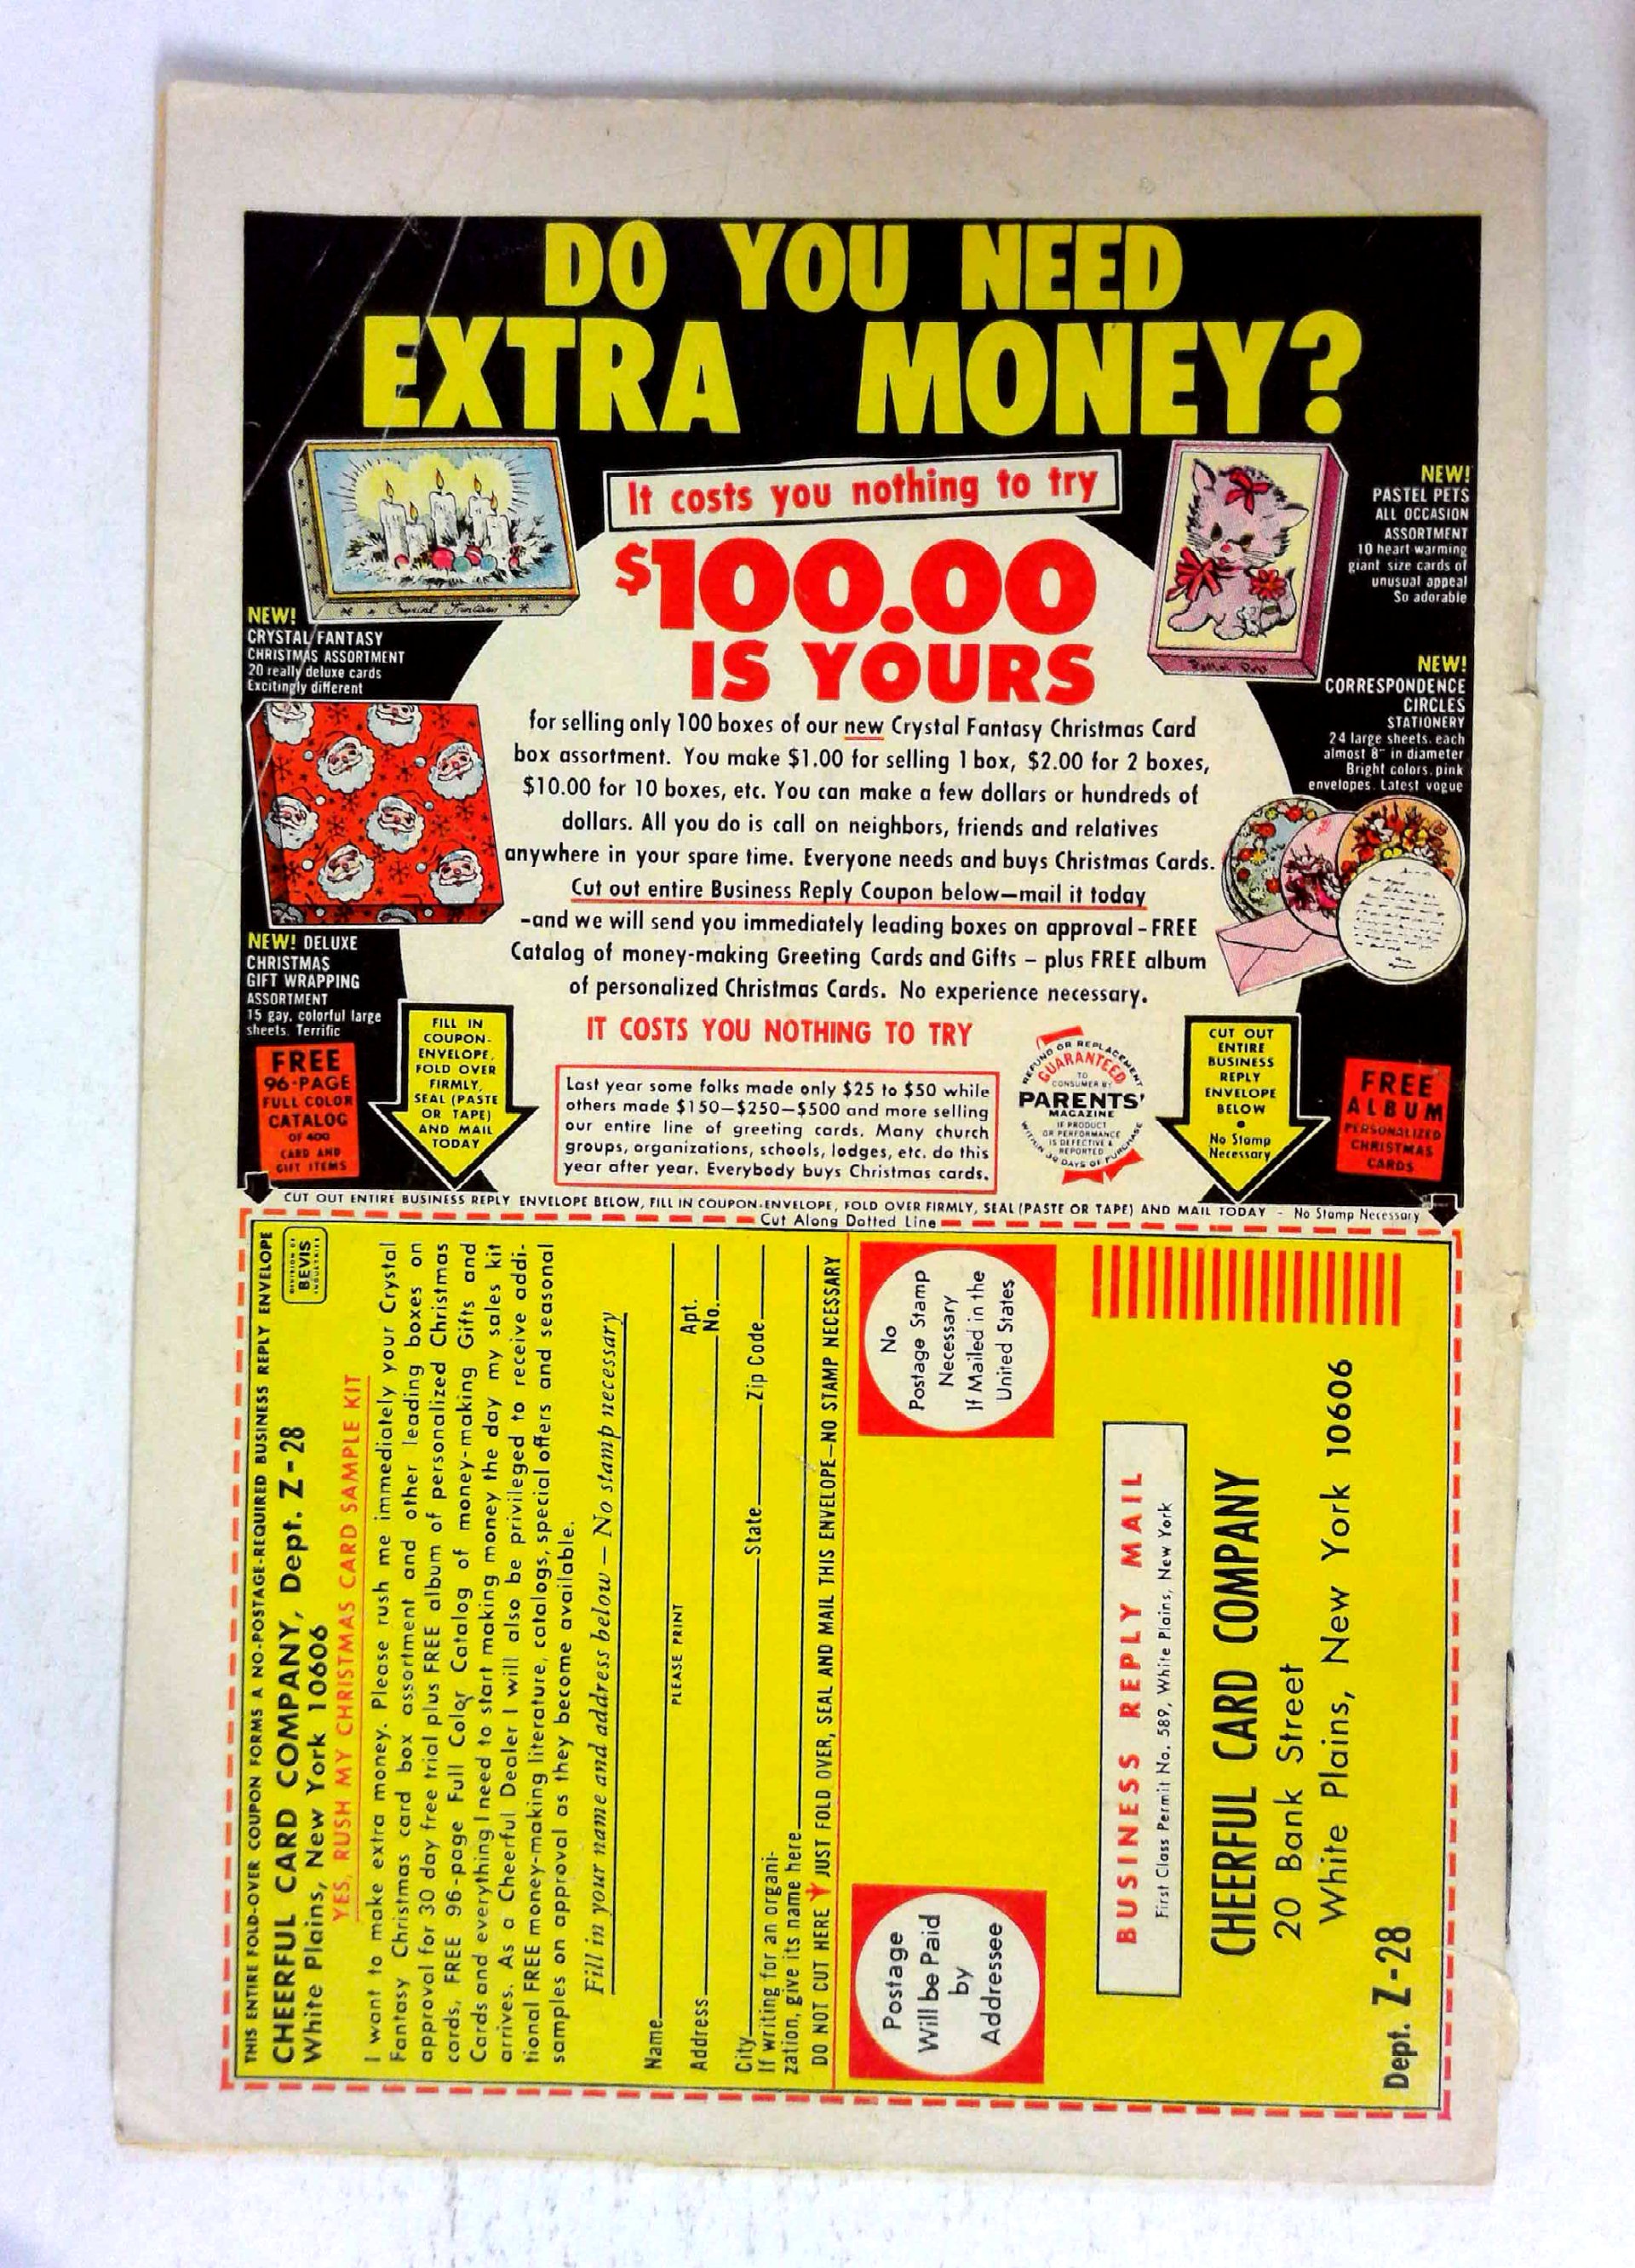 DO YOU NEED
EXTRA MONEY?
It costs you nothing to try
$100.00
IS YOURS
Crystal Fantasy
NEW!
CRYSTAL FANTASY
CHRISTMAS ASSORTMENT
20 really deluxe cards
Excitingly different
NEW!
PASTEL PETS
ALL OCCASION
ASSORTMENT
10 heart warming
giant size cards of
unusual appeal
So adorable
NEW!
CORRESPONDENCE
CIRCLES
STATIONERY
24 large sheets, each
almost 8" in diameter
Bright colors, pink
envelopes. Latest vogue
for selling only 100 boxes of our new Crystal Fantasy Christmas Card
box assortment. You make $1.00 for selling 1 box, $2.00 for 2 boxes,
$10.00 for 10 boxes, etc. You can make a few dollars or hundreds of
dollars. All you do is call on neighbors, friends and relatives
anywhere in your spare time. Everyone needs and buys Christmas Cards.
Cut out entire Business Reply Coupon below—mail it today
-and we will send you immediately leading boxes on approval - FREE
Catalog of money-making Greeting Cards and Gifts - plus FREE album
of personalized Christmas Cards. No experience necessary.
NEW! DELUXE
CHRISTMAS
GIFT WRAPPING
ASSORTMENT
15 gay, colorful large
sheets. Terrific
FREE
96-PAGE
FULL COLOR
CATALOG
OF 400
CARD AND
GIFT ITEMS
FILL IN
COUPON-
ENVELOPE,
FOLD OVER
FIRMLY,
SEAL (PASTE
OR TAPE)
AND MAIL
TODAY
IT COSTS YOU NOTHING TO TRY
Last year some folks made only $25 to $50 while
others made $150—$250—$500 and more selling
our entire line of greeting cards. Many church
groups, organizations, schools, lodges, etc. do this
year after year. Everybody buys Christmas cards.
REFUND OR REPLACEMENT
GUARANTEED
TO
CONSUMER BY
PARENTS'
MAGAZINE
IF PRODUCT
OR PERFORMANCE
IS DEFECTIVE &
REPORTED
WITHIN 30 DAYS OF PURCHASE
CUT OUT
ENTIRE
BUSINESS
REPLY
ENVELOPE
BELOW
•
No Stamp
Necessary
FREE
ALBUM
PERSONALIZED
CHRISTMAS
CARDS
CUT OUT ENTIRE BUSINESS REPLY ENVELOPE BELOW, FILL IN COUPON-ENVELOPE, FOLD OVER FIRMLY, SEAL (PASTE OR TAPE) AND MAIL TODAY - No Stamp Necessary
Cut Along Dotted Line
THIS ENTIRE FOLD-OVER COUPON FORMS A NO-POSTAGE-REQUIRED BUSINESS REPLY ENVELOPE
CHEERFUL CARD COMPANY, Dept. Z-28
White Plains, New York 10606
DIVISION OF
BEVIS
INDUSTRIES
YES, RUSH MY CHRISTMAS CARD SAMPLE KIT
I want to make extra money. Please rush me immediately your Crystal
Fantasy Christmas card box assortment and other leading boxes on
approval for 30 day free trial plus FREE album of personalized Christmas
cards, FREE 96-page Full Color Catalog of money-making Gifts and
Cards and everything I need to start making money the day my sales kit
arrives. As a Cheerful Dealer I will also be privileged to receive addi-
tional FREE money-making literature, catalogs, special offers and seasonal
samples on approval as they become available.
Fill in your name and address below — No stamp necessary
Name
PLEASE PRINT
Address Apt. No.
City State Zip Code
If writing for an organi-
zation, give its name here
DO NOT CUT HERE JUST FOLD OVER, SEAL AND MAIL THIS ENVELOPE—NO STAMP NECESSARY
Postage
Will be Paid
by
Addressee
No
Postage Stamp
Necessary
If Mailed in the
United States
BUSINESS REPLY MAIL
First Class Permit No. 589, White Plains, New York
CHEERFUL CARD COMPANY
20 Bank Street
White Plains, New York 10606
Dept. Z-28